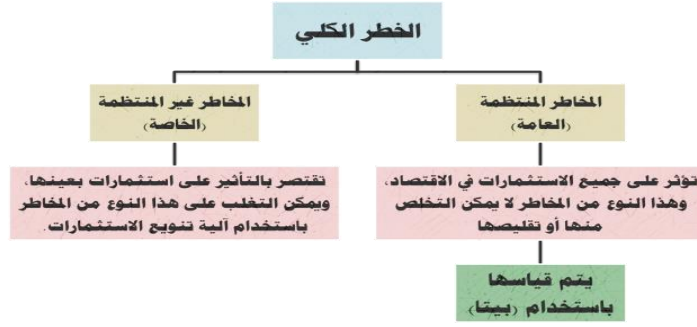 الخطر الكلي
المخاطر المنتظمة
(العامة)
المخاطر غير المنتظمة
(الخاصة)
تؤثر على جميع الاستثمارات في الاقتصاد،
وهذا النوع من المخاطر لا يمكن التخلص
منها أو تقليصها
تقتصر بالتأثير على استثمارات بعينها،
ويمكن التغلب على هذا النوع من المخاطر
باستخدام آلية تنويع الاستثمارات.
يتم قياسها
باستخدام (بيتا)